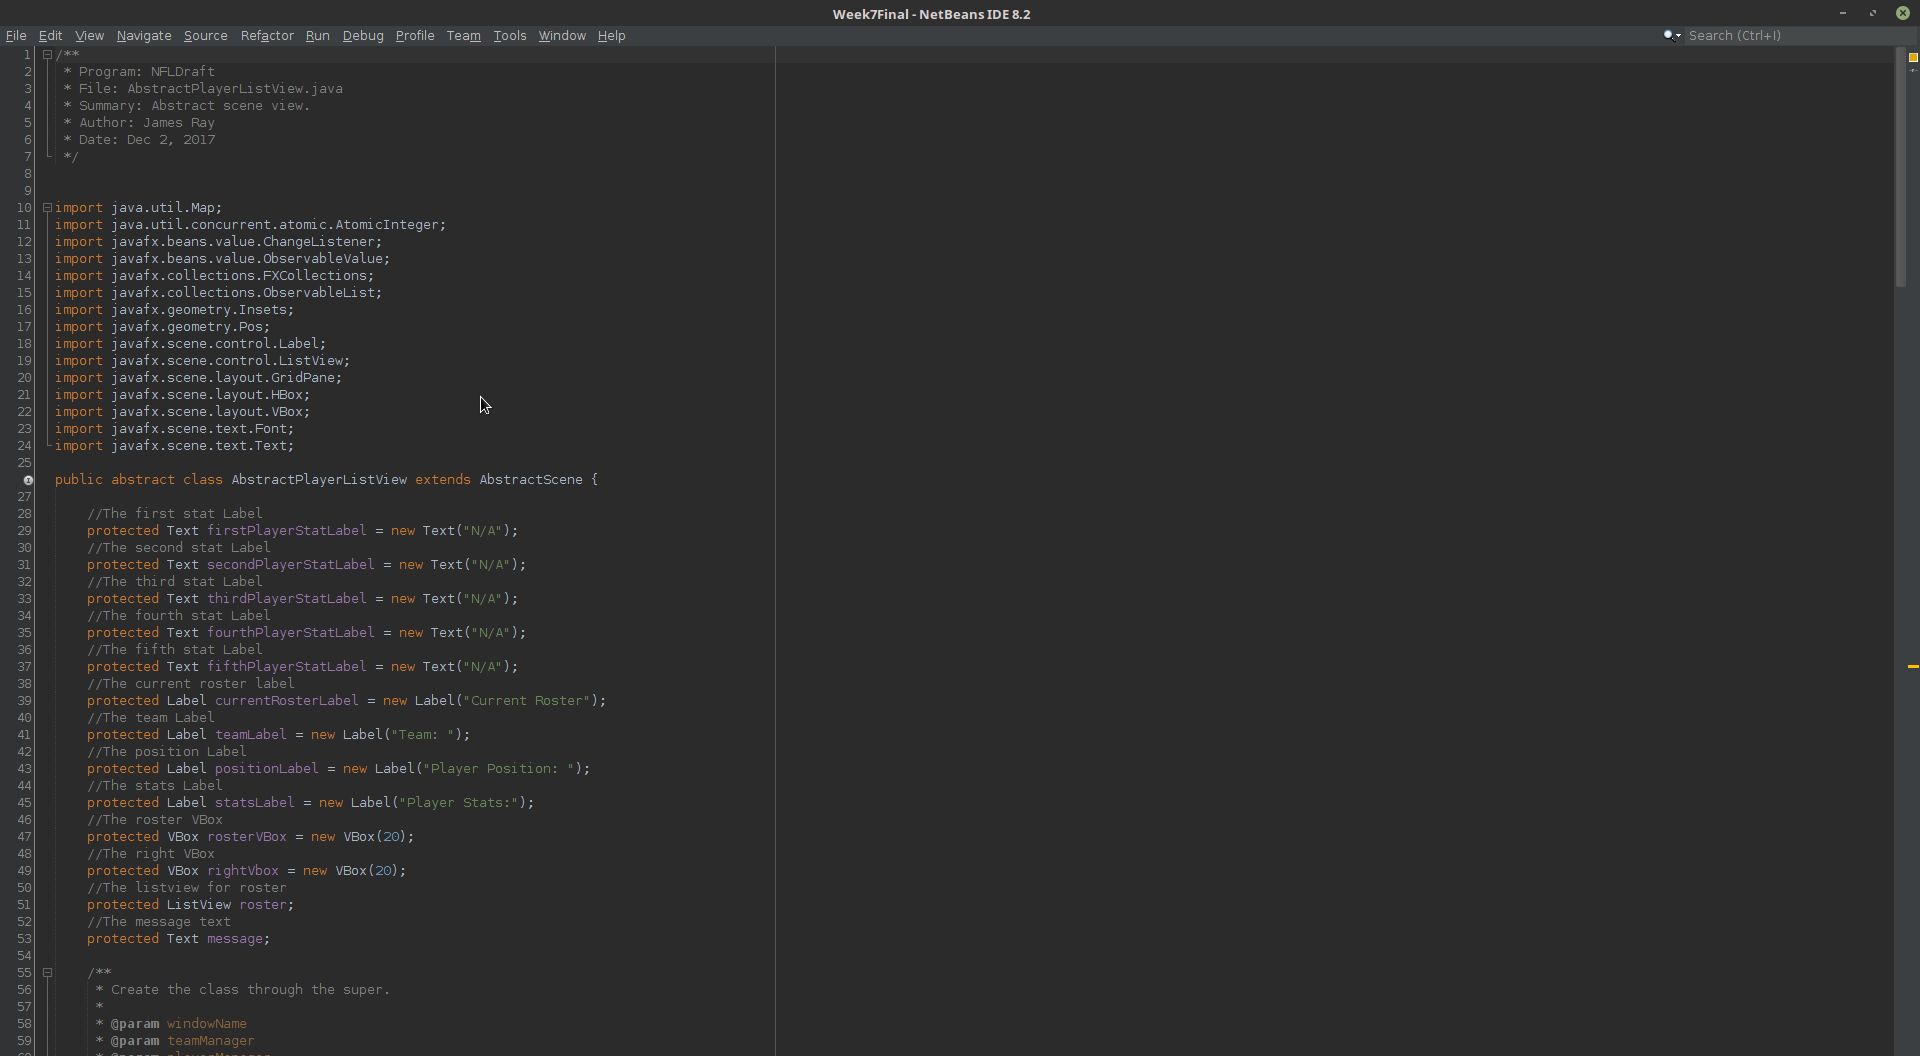 Week7Final - NetBeans IDE 8.2
File Edit View Navigate Source Refactor Run Debug Profile Team Tools Window Help Search (Ctrl+I)
1 /**
2 * Program: NFLDraft
3 * File: AbstractPlayerListView.java
4 * Summary: Abstract scene view.
5 * Author: James Ray
6 * Date: Dec 2, 2017
7 */
8
9
10 import java.util.Map;
11 import java.util.concurrent.atomic.AtomicInteger;
12 import javafx.beans.value.ChangeListener;
13 import javafx.beans.value.ObservableValue;
14 import javafx.collections.FXCollections;
15 import javafx.collections.ObservableList;
16 import javafx.geometry.Insets;
17 import javafx.geometry.Pos;
18 import javafx.scene.control.Label;
19 import javafx.scene.control.ListView;
20 import javafx.scene.layout.GridPane;
21 import javafx.scene.layout.HBox;
22 import javafx.scene.layout.VBox;
23 import javafx.scene.text.Font;
24 import javafx.scene.text.Text;
25
public abstract class AbstractPlayerListView extends AbstractScene {
27
28 //The first stat Label
29 protected Text firstPlayerStatLabel = new Text("N/A");
30 //The second stat Label
31 protected Text secondPlayerStatLabel = new Text("N/A");
32 //The third stat Label
33 protected Text thirdPlayerStatLabel = new Text("N/A");
34 //The fourth stat Label
35 protected Text fourthPlayerStatLabel = new Text("N/A");
36 //The fifth stat Label
37 protected Text fifthPlayerStatLabel = new Text("N/A");
38 //The current roster label
39 protected Label currentRosterLabel = new Label("Current Roster");
40 //The team Label
41 protected Label teamLabel = new Label("Team: ");
42 //The position Label
43 protected Label positionLabel = new Label("Player Position: ");
44 //The stats Label
45 protected Label statsLabel = new Label("Player Stats:");
46 //The roster VBox
47 protected VBox rosterVBox = new VBox(20);
48 //The right VBox
49 protected VBox rightVbox = new VBox(20);
50 //The listview for roster
51 protected ListView roster;
52 //The message text
53 protected Text message;
54
55 /**
56 * Create the class through the super.
57 *
58 * @param windowName
59 * @param teamManager